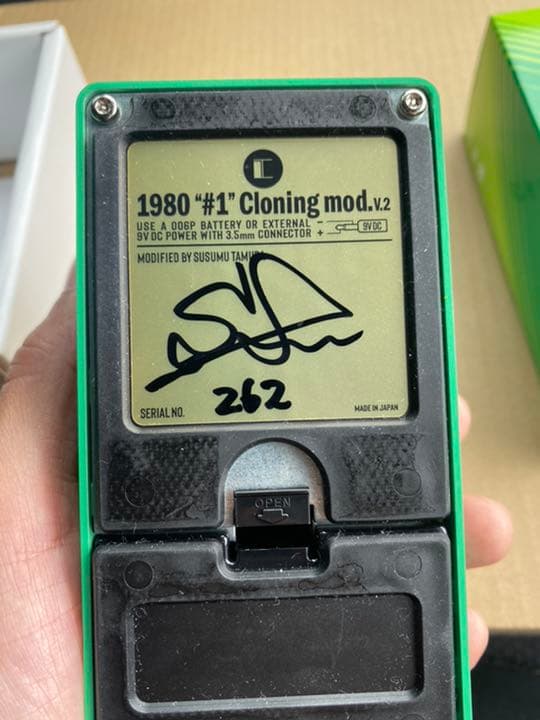 1980 "#1" Cloning mod.V.2
USE A 006P BATTERY OR EXTERNAL
9V DC POWER WITH 3.5mm CONNECTOR - + 9V DC
MODIFIED BY SUSUMU
262
SERIAL NO.
MADE IN JAPAN
OPEN